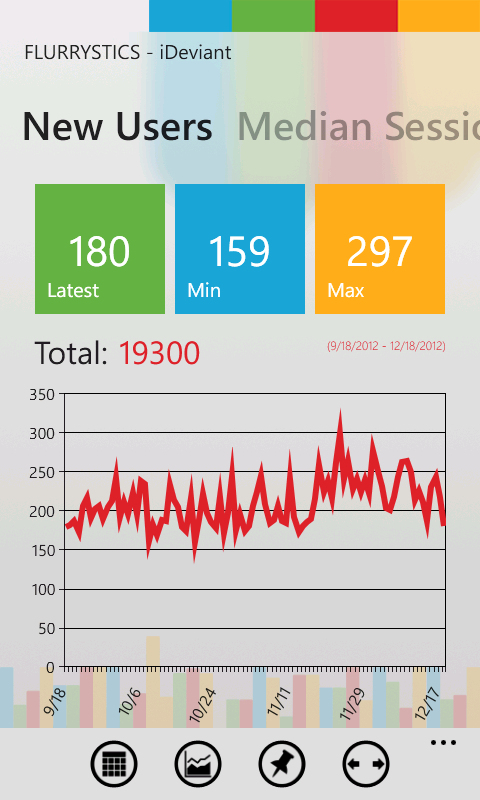 FLURRYSTICS - iDeviant
New Users Median Sessio
180
Latest
159
Min
297
Max
Total: 19300
(9/18/2012 - 12/18/2012)
350
300
250
200
150
100
50
0
9/18
10/6
10/24
11/11
11/29
12/17